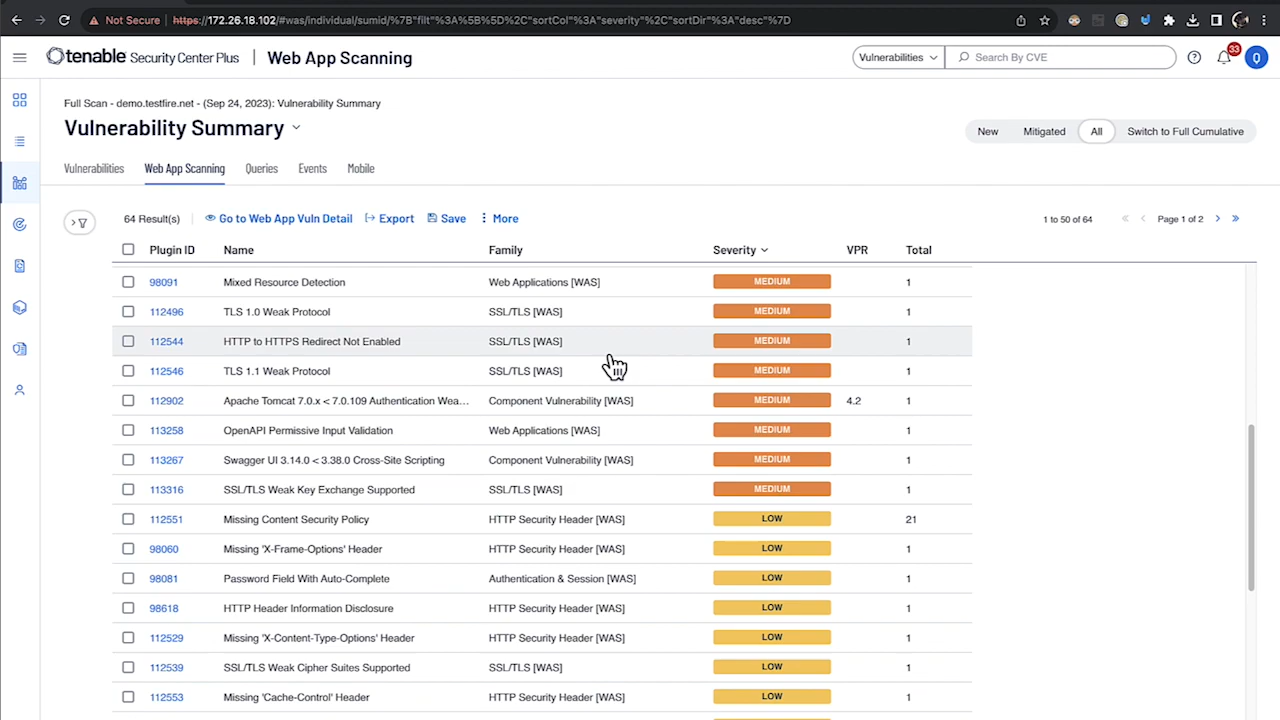 Not Secure https://172.26.18.102/#was/individual/sumid/%7B"filt"%3A%5B%5D%2C"sortCol"%3A"severity"%2C"sortDir"%3A"desc"%7D
tenable Security Center Plus Web App Scanning Vulnerabilities Search By CVE 33 Q
Full Scan - demo.testfire.net - (Sep 24, 2023): Vulnerability Summary
Vulnerability Summary New Mitigated All Switch to Full Cumulative
Vulnerabilities Web App Scanning Queries Events Mobile
64 Result(s) Go to Web App Vuln Detail Export Save More 1 to 50 of 64 Page 1 of 2
Plugin ID Name Family Severity VPR Total
98091 Mixed Resource Detection Web Applications [WAS] MEDIUM 1
112496 TLS 1.0 Weak Protocol SSL/TLS [WAS] MEDIUM 1
112544 HTTP to HTTPS Redirect Not Enabled SSL/TLS [WAS] MEDIUM 1
112546 TLS 1.1 Weak Protocol SSL/TLS [WAS] MEDIUM 1
112902 Apache Tomcat 7.0.x < 7.0.109 Authentication Wea... Component Vulnerability [WAS] MEDIUM 4.2 1
113258 OpenAPI Permissive Input Validation Web Applications [WAS] MEDIUM 1
113267 Swagger UI 3.14.0 < 3.38.0 Cross-Site Scripting Component Vulnerability [WAS] MEDIUM 1
113316 SSL/TLS Weak Key Exchange Supported SSL/TLS [WAS] MEDIUM 1
112551 Missing Content Security Policy HTTP Security Header [WAS] LOW 21
98060 Missing 'X-Frame-Options' Header HTTP Security Header [WAS] LOW 1
98081 Password Field With Auto-Complete Authentication & Session [WAS] LOW 1
98618 HTTP Header Information Disclosure HTTP Security Header [WAS] LOW 1
112529 Missing 'X-Content-Type-Options' Header HTTP Security Header [WAS] LOW 1
112539 SSL/TLS Weak Cipher Suites Supported SSL/TLS [WAS] LOW 1
112553 Missing 'Cache-Control' Header HTTP Security Header [WAS] LOW 1